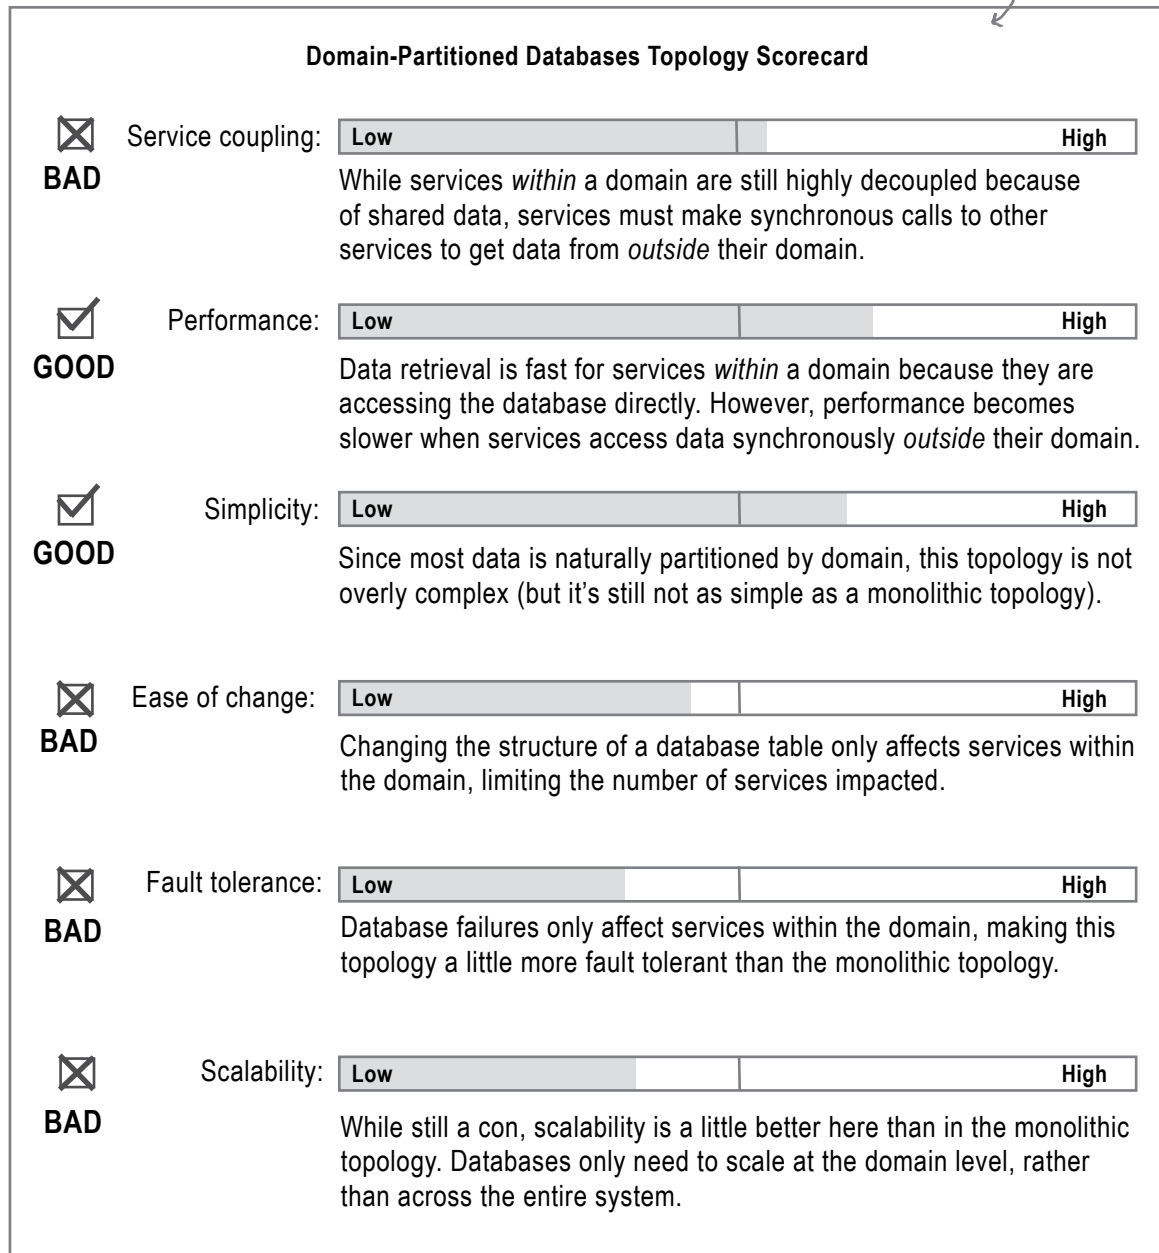 Domain-Partitioned Databases Topology Scorecard
Service coupling: Low High
BAD
While services within a domain are still highly decoupled because
of shared data, services must make synchronous calls to other
services to get data from outside their domain.
Performance: Low High
GOOD
Data retrieval is fast for services within a domain because they are
accessing the database directly. However, performance becomes
slower when services access data synchronously outside their domain.
Simplicity: Low High
GOOD
Since most data is naturally partitioned by domain, this topology is not
overly complex (but it's still not as simple as a monolithic topology).
Ease of change: Low High
BAD
Changing the structure of a database table only affects services within
the domain, limiting the number of services impacted.
Fault tolerance: Low High
BAD
Database failures only affect services within the domain, making this
topology a little more fault tolerant than the monolithic topology.
Scalability: Low High
BAD
While still a con, scalability is a little better here than in the monolithic
topology. Databases only need to scale at the domain level, rather
than across the entire system.